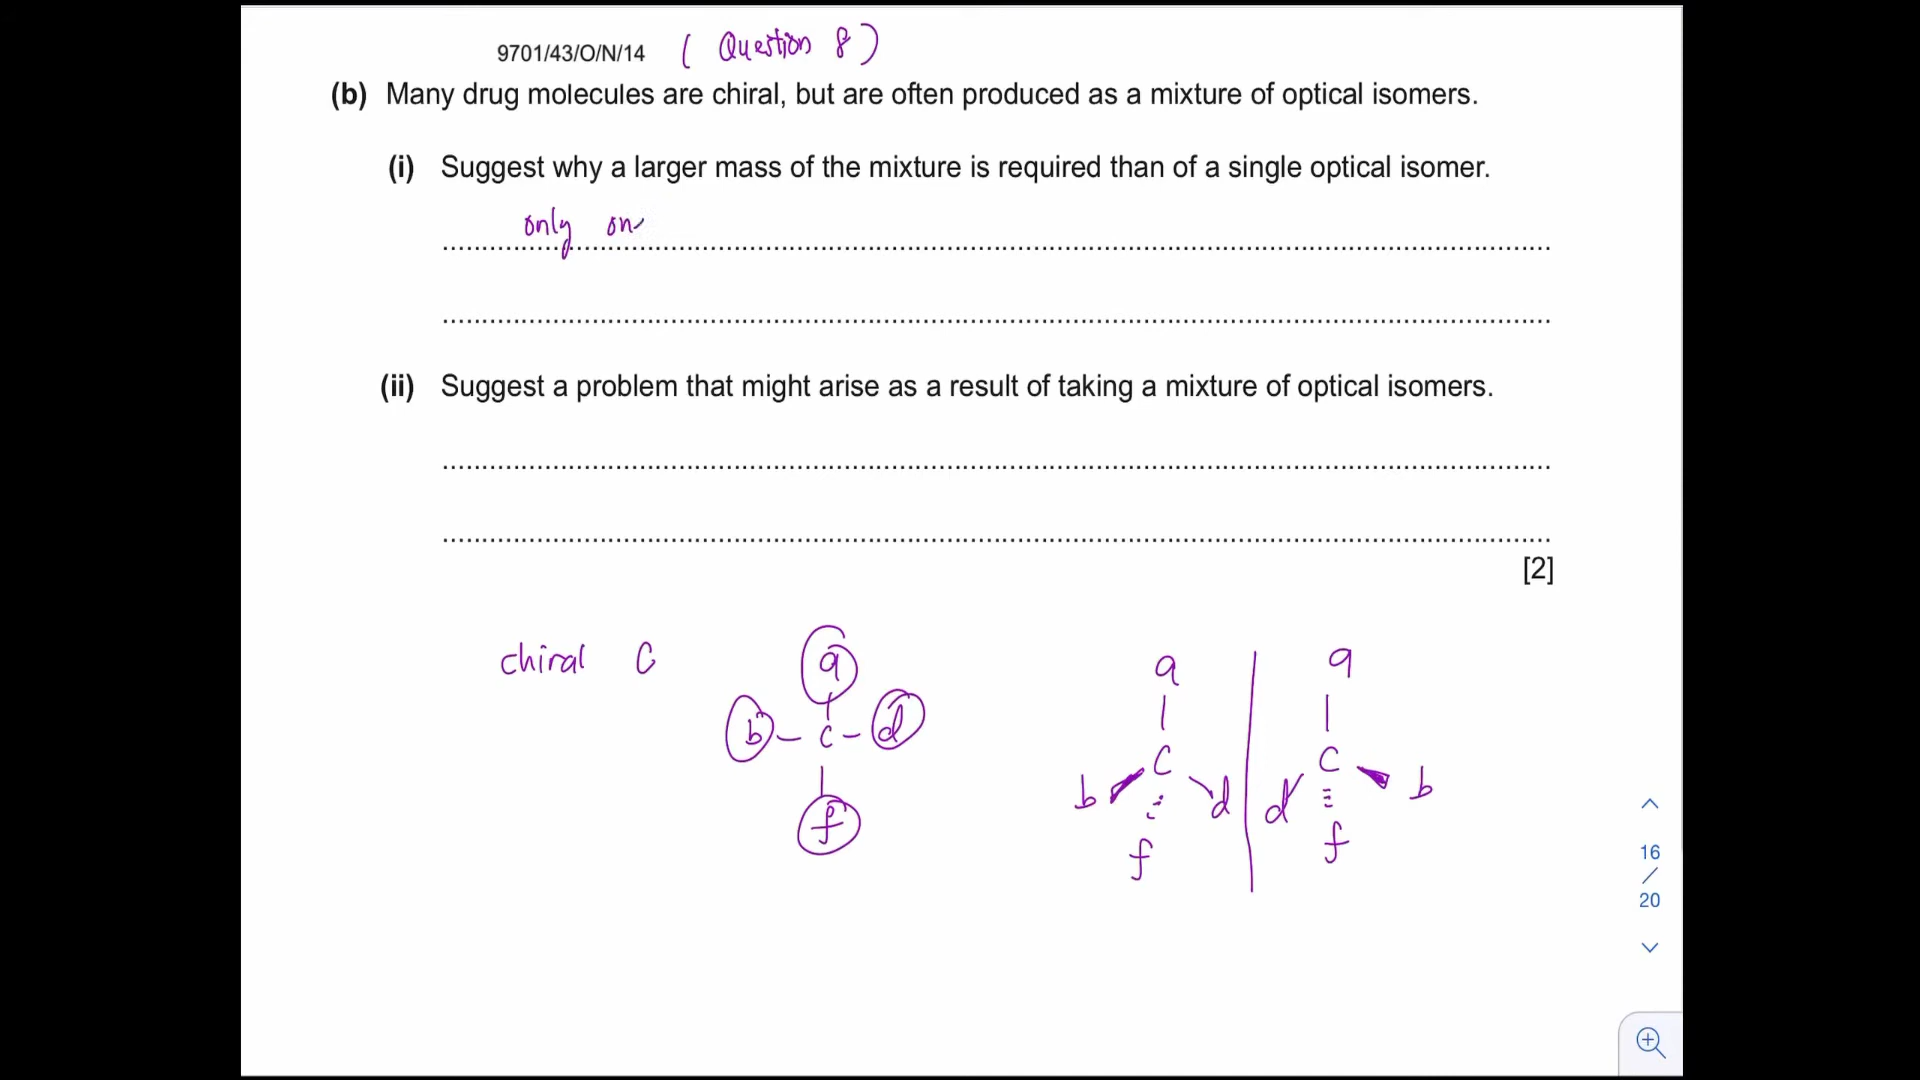 9701/43/O/N/14 ( Question 8 )
(b) Many drug molecules are chiral, but are often produced as a mixture of optical isomers.
(i) Suggest why a larger mass of the mixture is required than of a single optical isomer.
only on
(ii) Suggest a problem that might arise as a result of taking a mixture of optical isomers.
[2]
chiral C
a
b - c - d
f
a
C
b d
f
a
C
d b
f
16
/
20